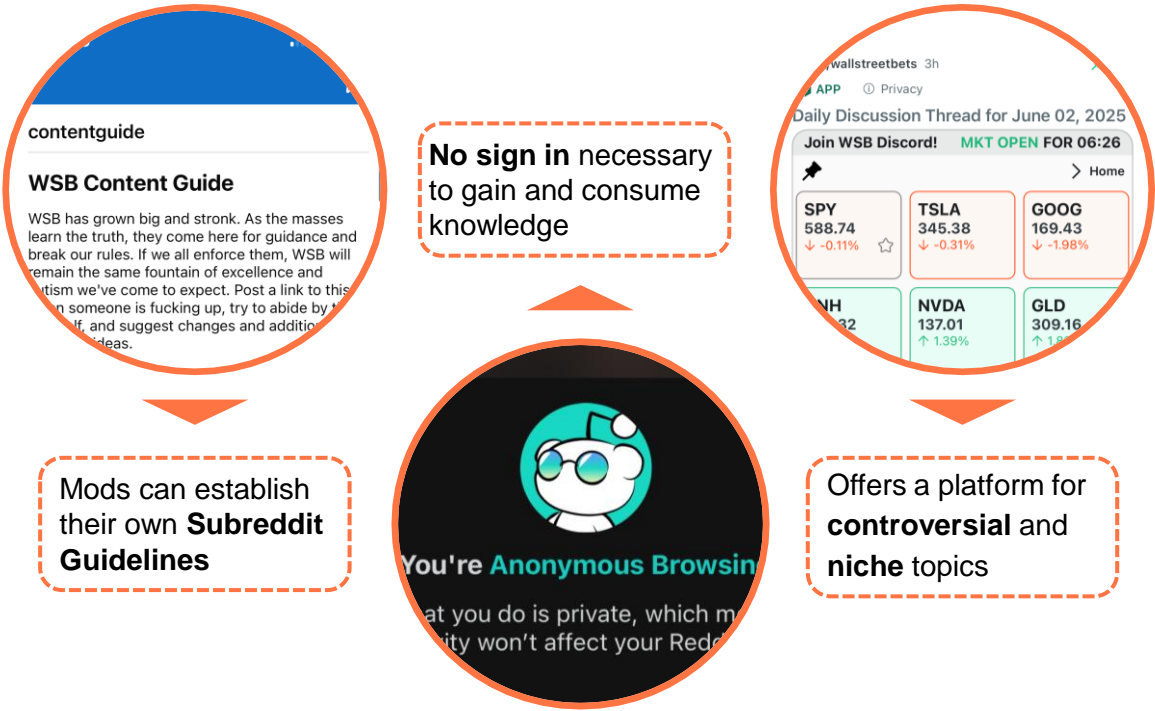 contentguide
WSB Content Guide
WSB has grown big and stronk. As the masses
learn the truth, they come here for guidance and
break our rules. If we all enforce them, WSB will
remain the same fountain of excellence and
we've come to expect. Post a link to this
someone is fucking up, try to abide by
and suggest changes and
ideas.
Mods can establish
their own Subreddit
Guidelines
No sign in necessary
to gain and consume
knowledge
You're Anonymous
at you do is private, which
won't affect your
wallstreetbets 3h
APP Privacy
Daily Discussion Thread for June 02, 2025
Join WSB Discord! MKT OPEN FOR 06:26
> Home
SPY TSLA GOOG
588.74 345.38 169.43
↓ -0.11% ↓ -0.31% ↓ -1.98%
NVDA GLD
137.01 309.16
↑ 1.39%
Offers a platform for
controversial and
niche topics